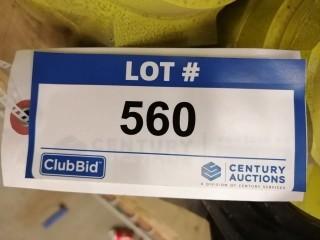 LOT #
560
ClubBid
CENTURY
AUCTIONS
A DIVISION OF CENTURY SERVICES